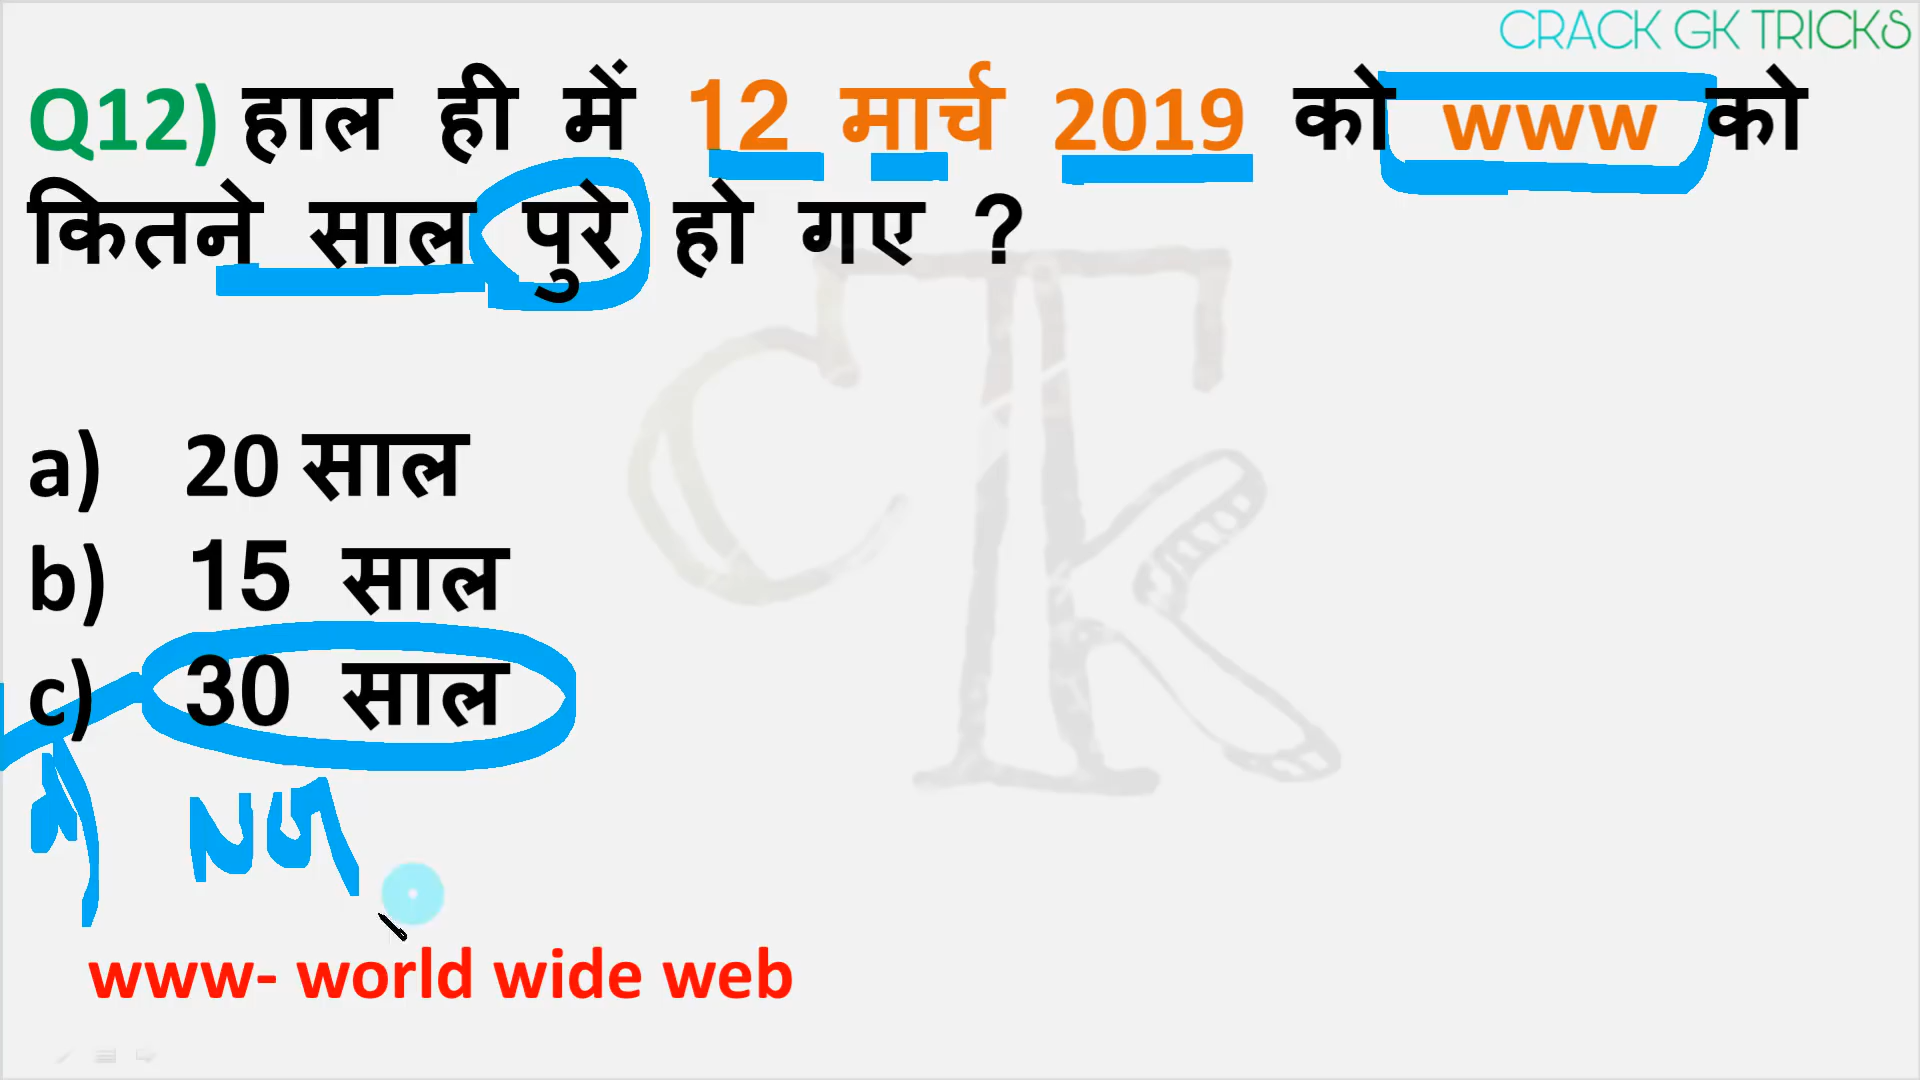 CRACK GK TRICKS
Q12) हाल ही में 12 मार्च 2019 को www को
कितने साल पुरे हो गए ?
a) 20 साल
b) 15 साल
c) 30 साल
www- world wide web